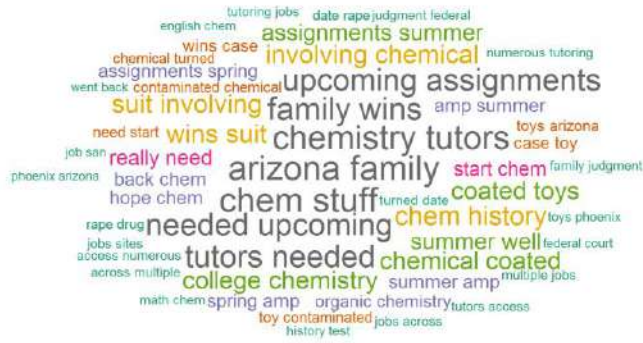 tutoring jobs date rape judgment federal
english chem assignments summer
wins case involving chemical numerous tutoring
chemical turned
assignments spring upcoming assignments
went back contaminated chemical
suit involving family wins amp summer
need start wins suit chemistry tutors toys arizona
case toy
job san really need arizona family start chem family judgment
phoenix arizona back chem coated toys
hope chem chem stuff turned date
rape drug needed upcoming chem history toys phoenix
jobs sites summer well federal court
access numerous tutors needed chemical coated
across multiple college chemistry summer amp multiple jobs
math chem spring amp organic chemistry tutors access
toy contaminated jobs across
history test